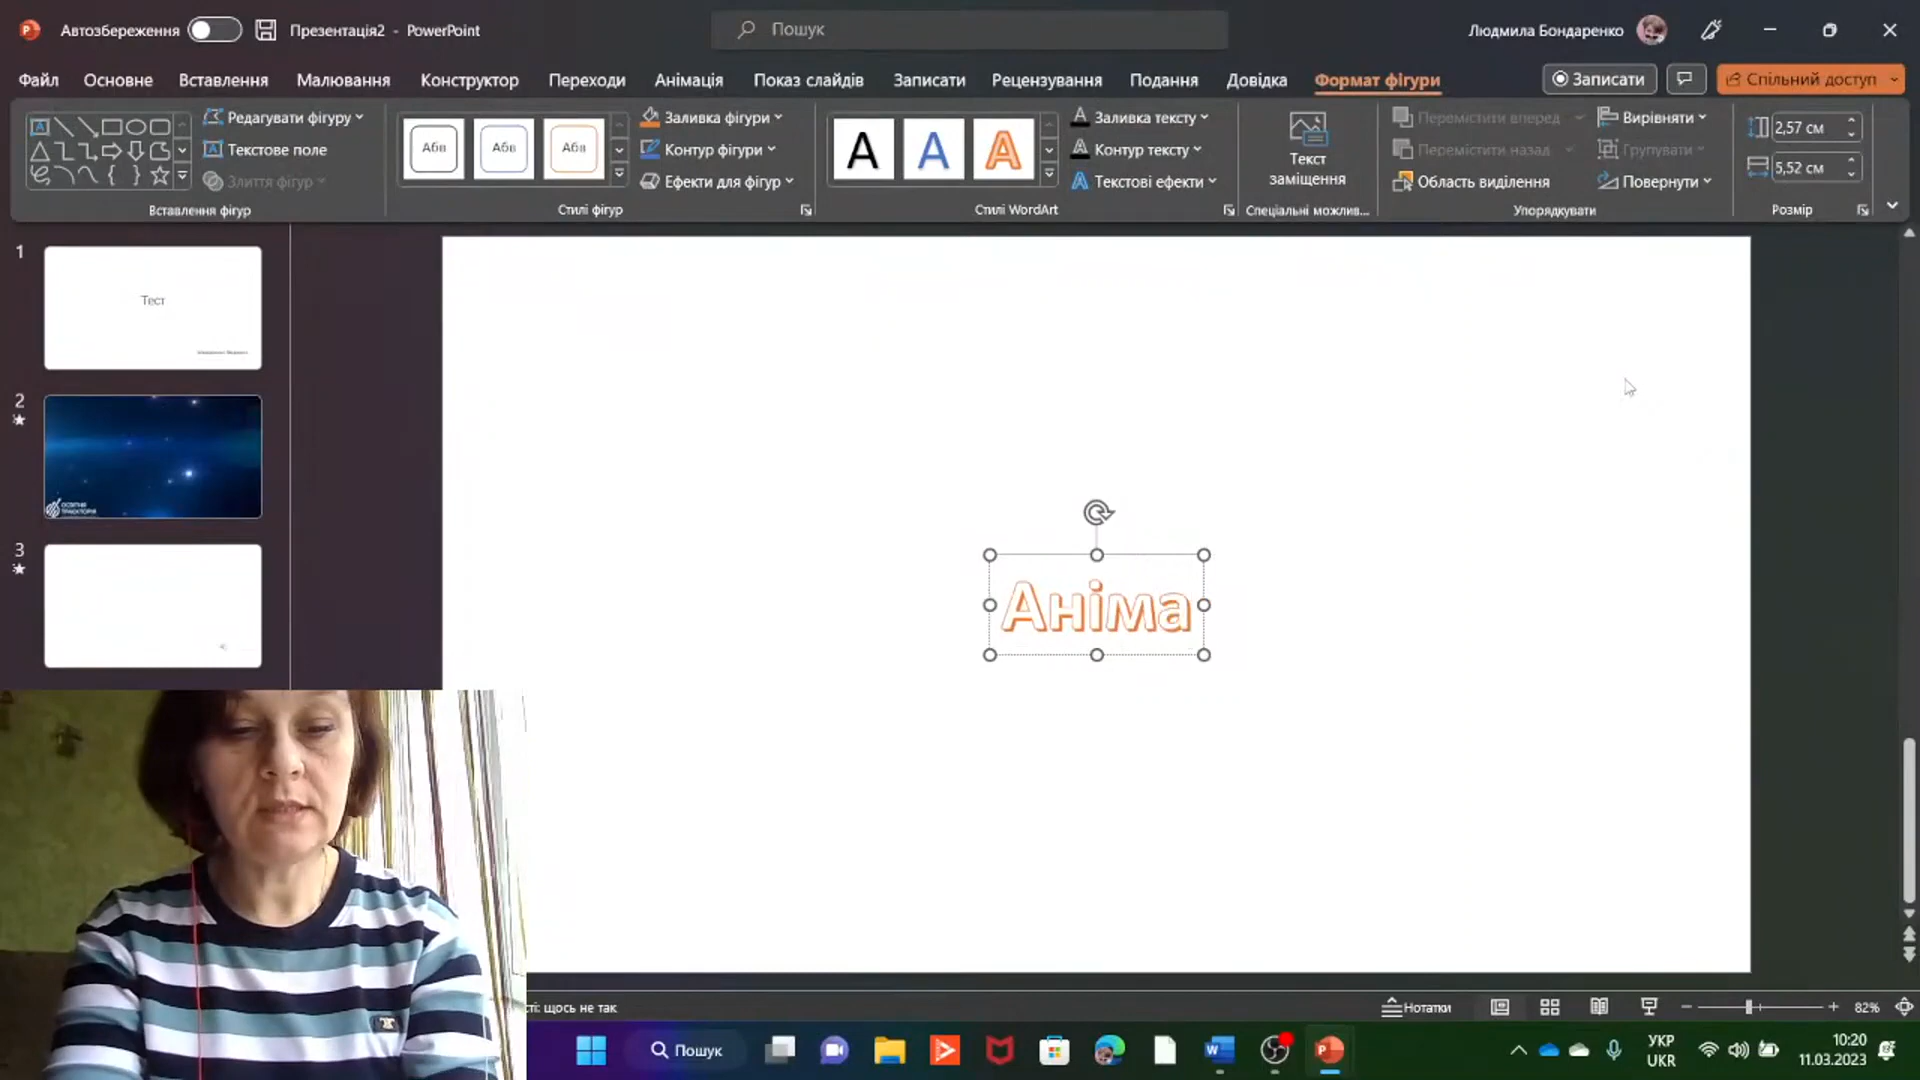 Автозбереження
Презентація2 - PowerPoint
Пошук
Людмила Бондаренко
Файл Основне Вставлення Малювання Конструктор Переходи Анімація Показ слайдів Записати Рецензування Подання Довідка Формат фігури
Записати
Спільний доступ
Редагувати фігуру
Текстове поле
Злиття фігур
Вставлення фігур
Абв Абв Абв
Заливка фігури
Контур фігури
Ефекти для фігур
Стилі фігур
A A A
Заливка тексту
Контур тексту
Текстові ефекти
Стилі WordArt
Текст
заміщення
Спеціальні можлив...
Перемістити вперед
Перемістити назад
Область виділення
Вирівняти
Групувати
Повернути
Упорядкувати
2,57 см
5,52 см
Розмір
1
Тест
2
ОСВІТНЯ
ТРАЄКТОРІЯ
3
Аніма
ті: щось не так
Нотатки
82%
Пошук
УКР
UKR
10:20
11.03.2023